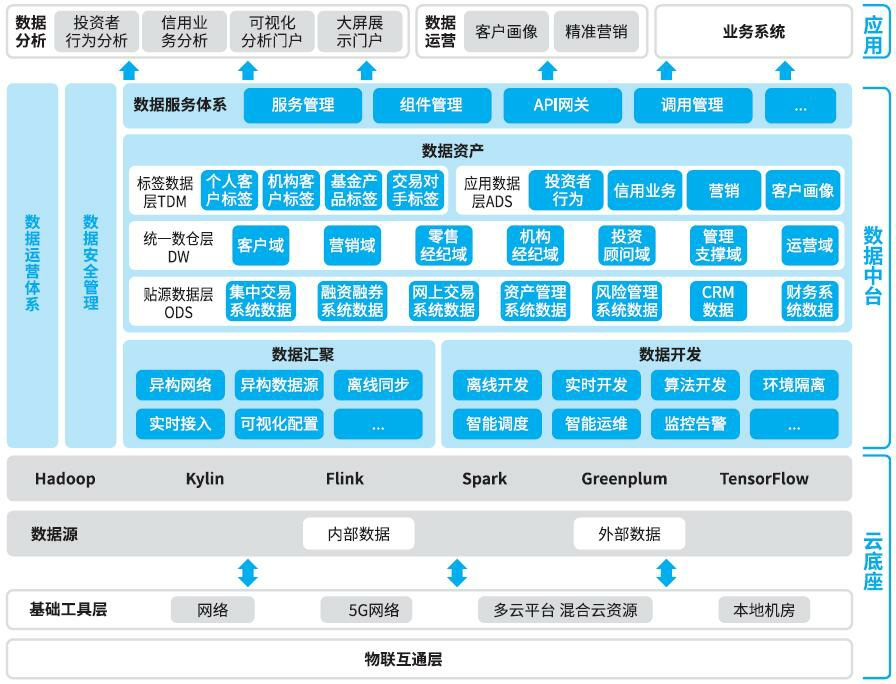 数据
分析
投资者
行为分析
信用业
务分析
可视化
分析门户
大屏展
示门户
数据
运营
客户画像
精准营销
业务系统
应用
数据运营体系
数据安全管理
数据服务体系
服务管理
组件管理
API网关
调用管理
...
数据资产
标签数据
层TDM
个人客
户标签
机构客
户标签
基金产
品标签
交易对
手标签
应用数据
层ADS
投资者
行为
信用业务
营销
客户画像
统一数仓层
DW
客户域
营销域
零售
经纪域
机构
经纪域
投资
顾问域
管理
支撑域
运营域
贴源数据层
ODS
集中交易
系统数据
融资融券
系统数据
网上交易
系统数据
资产管理
系统数据
风险管理
系统数据
CRM
数据
财务系
统数据
数据中台
数据汇聚
异构网络
异构数据源
离线同步
实时接入
可视化配置
...
数据开发
离线开发
实时开发
算法开发
环境隔离
智能调度
智能运维
监控告警
...
Hadoop
Kylin
Flink
Spark
Greenplum
TensorFlow
数据源
内部数据
外部数据
云底座
基础工具层
网络
5G网络
多云平台 混合云资源
本地机房
物联互通层